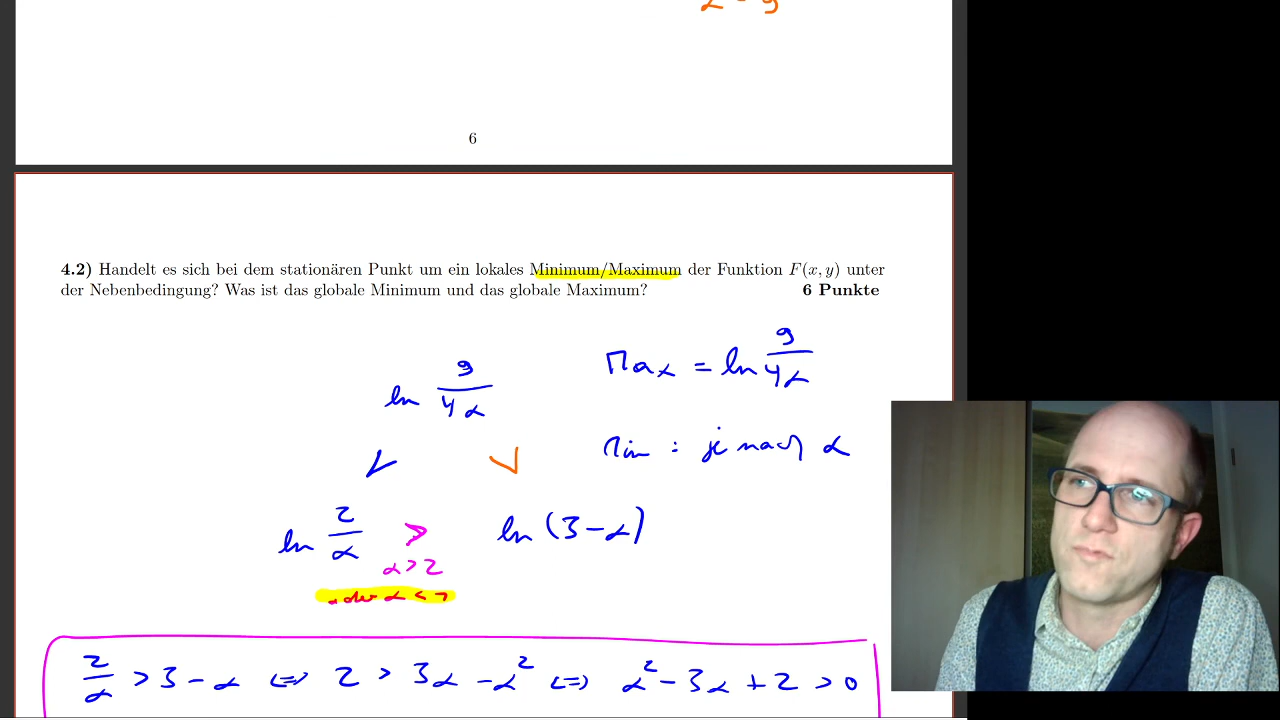 6
4.2) Handelt es sich bei dem stationären Punkt um ein lokales Minimum/Maximum der Funktion F(x, y) unter
der Nebenbedingung? Was ist das globale Minimum und das globale Maximum?
6 Punkte
ln 9/4α
Max = ln 9/4α
Min : je nach α
ln 2/α > ln (3-α)
α > 2
oder α < 1
2/α > 3 - α ⇔ 2 > 3α - α² ⇔ α² - 3α + 2 > 0